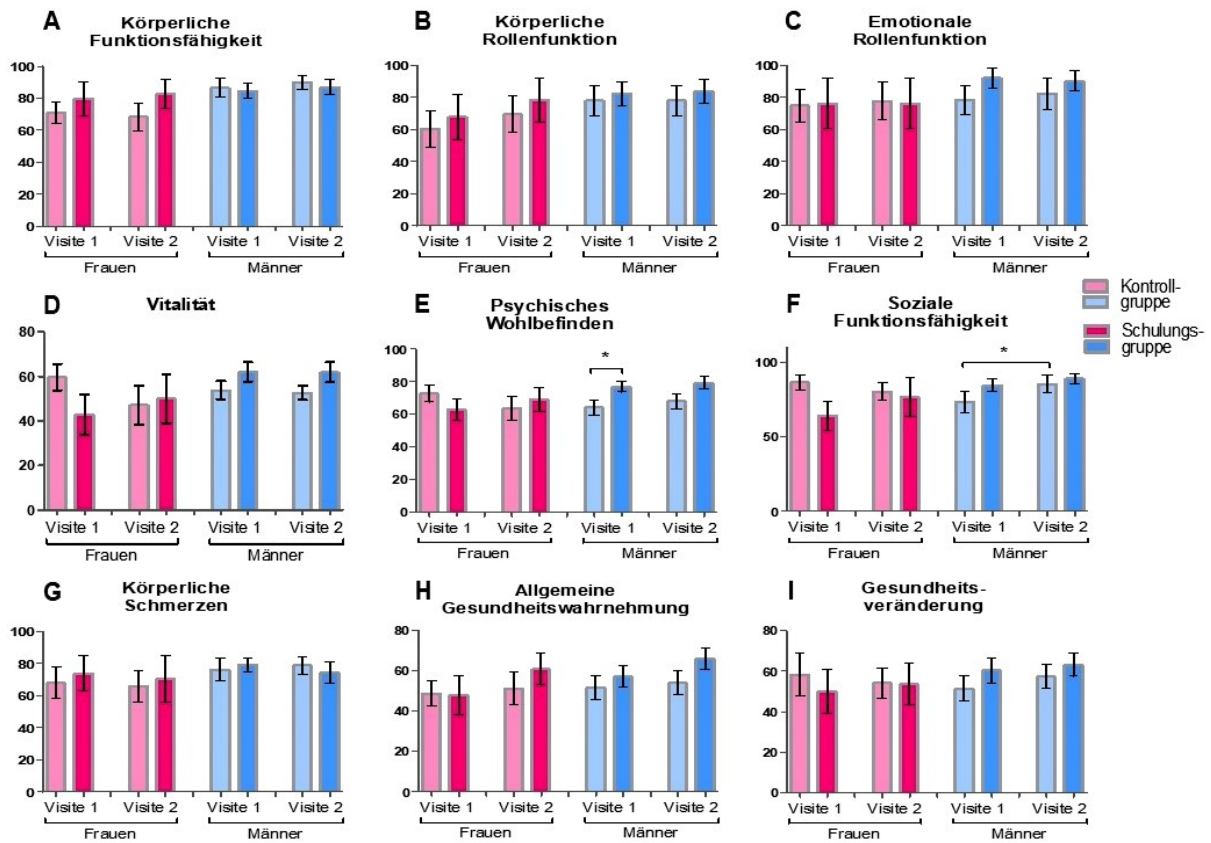 A
Körperliche
Funktionsfähigkeit
100
80
60
40
20
0
Visite 1 Visite 2 Visite 1 Visite 2
Frauen Männer
B
Körperliche
Rollenfunktion
100
80
60
40
20
0
Visite 1 Visite 2 Visite 1 Visite 2
Frauen Männer
C
Emotionale
Rollenfunktion
100
80
60
40
20
0
Visite 1 Visite 2 Visite 1 Visite 2
Frauen Männer
D
Vitalität
80
60
40
20
0
Visite 1 Visite 2 Visite 1 Visite 2
Frauen Männer
E
Psychisches
Wohlbefinden
*
100
80
60
40
20
0
Visite 1 Visite 2 Visite 1 Visite 2
Frauen Männer
F
Soziale
Funktionsfähigkeit
*
100
50
0
Visite 1 Visite 2 Visite 1 Visite 2
Frauen Männer
Kontroll-
gruppe
Schulungs-
gruppe
G
Körperliche
Schmerzen
100
80
60
40
20
0
Visite 1 Visite 2 Visite 1 Visite 2
Frauen Männer
H
Allgemeine
Gesundheitswahrnehmung
80
60
40
20
0
Visite 1 Visite 2 Visite 1 Visite 2
Frauen Männer
I
Gesundheits-
veränderung
80
60
40
20
0
Visite 1 Visite 2 Visite 1 Visite 2
Frauen Männer